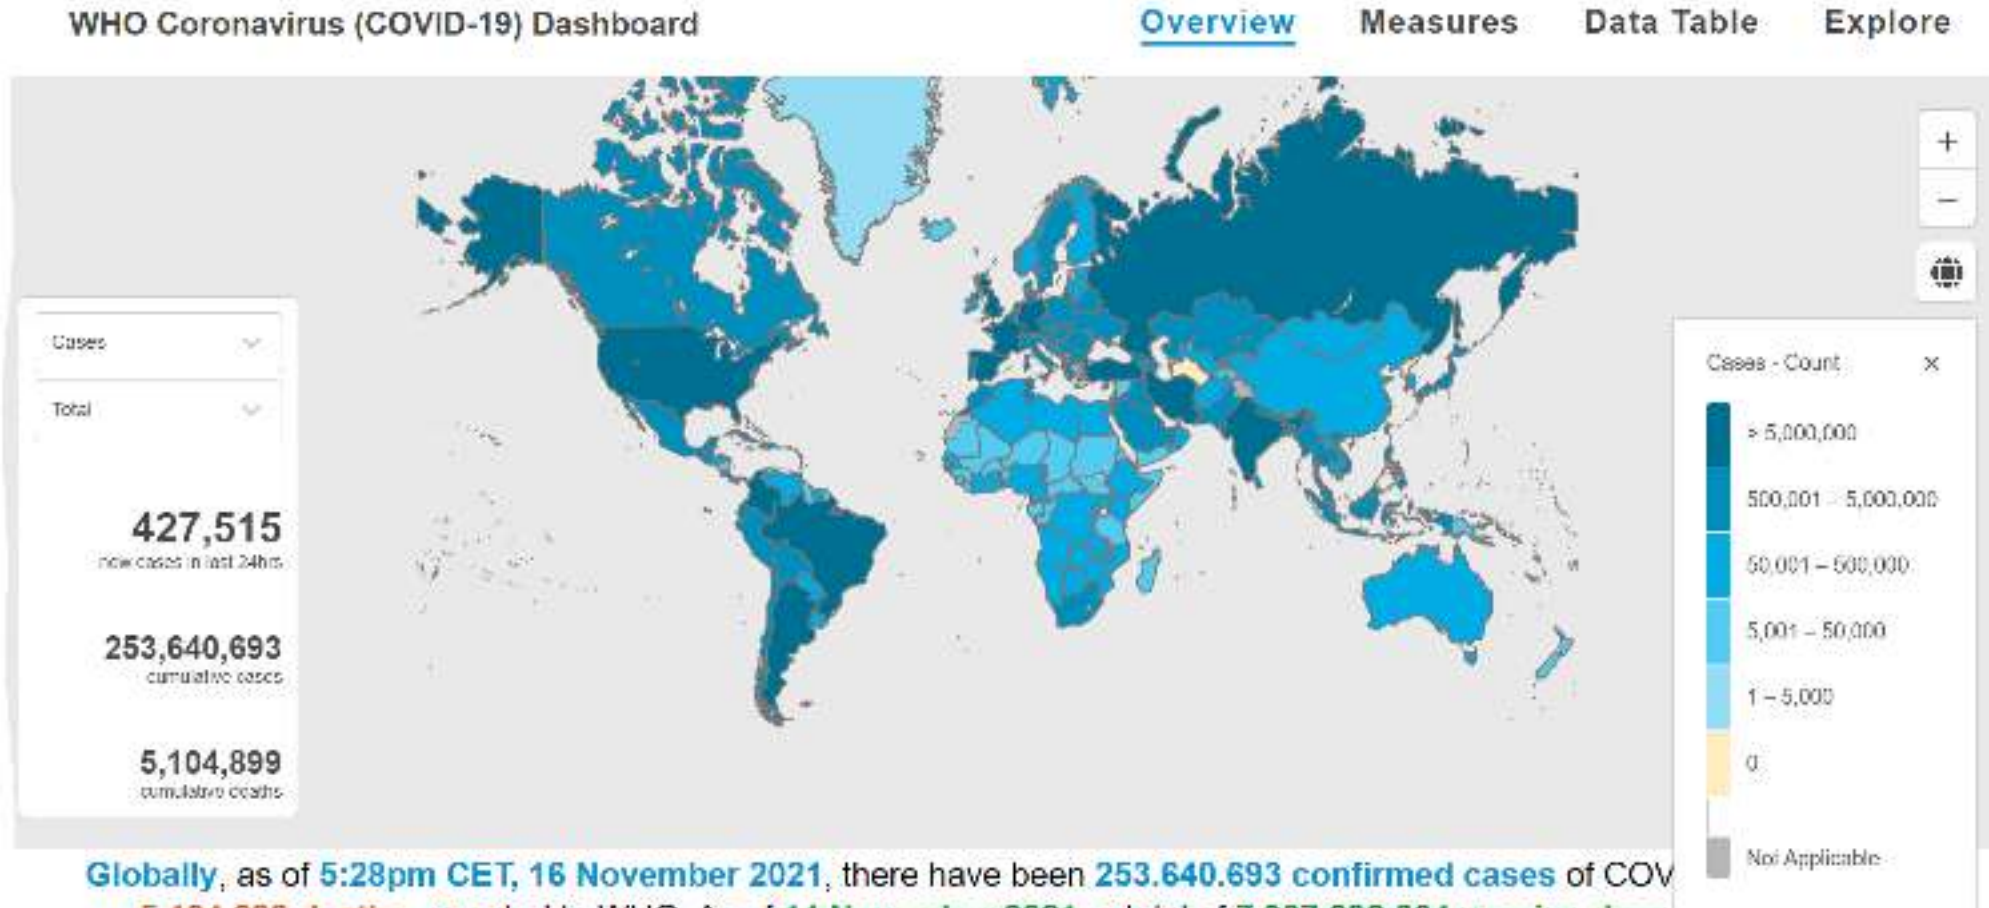 WHO Coronavirus (COVID-19) Dashboard
Overview Measures Data Table Explore
+
−
Cases
Total
427,515
new cases in last 24hrs
253,640,693
cumulative cases
5,104,899
cumulative deaths
Cases - Count ×
> 5,000,000
500,001 – 5,000,000
50,001 – 500,000
5,001 – 50,000
1 – 5,000
0
Not Applicable
Globally, as of 5:28pm CET, 16 November 2021, there have been 253.640.693 confirmed cases of COV